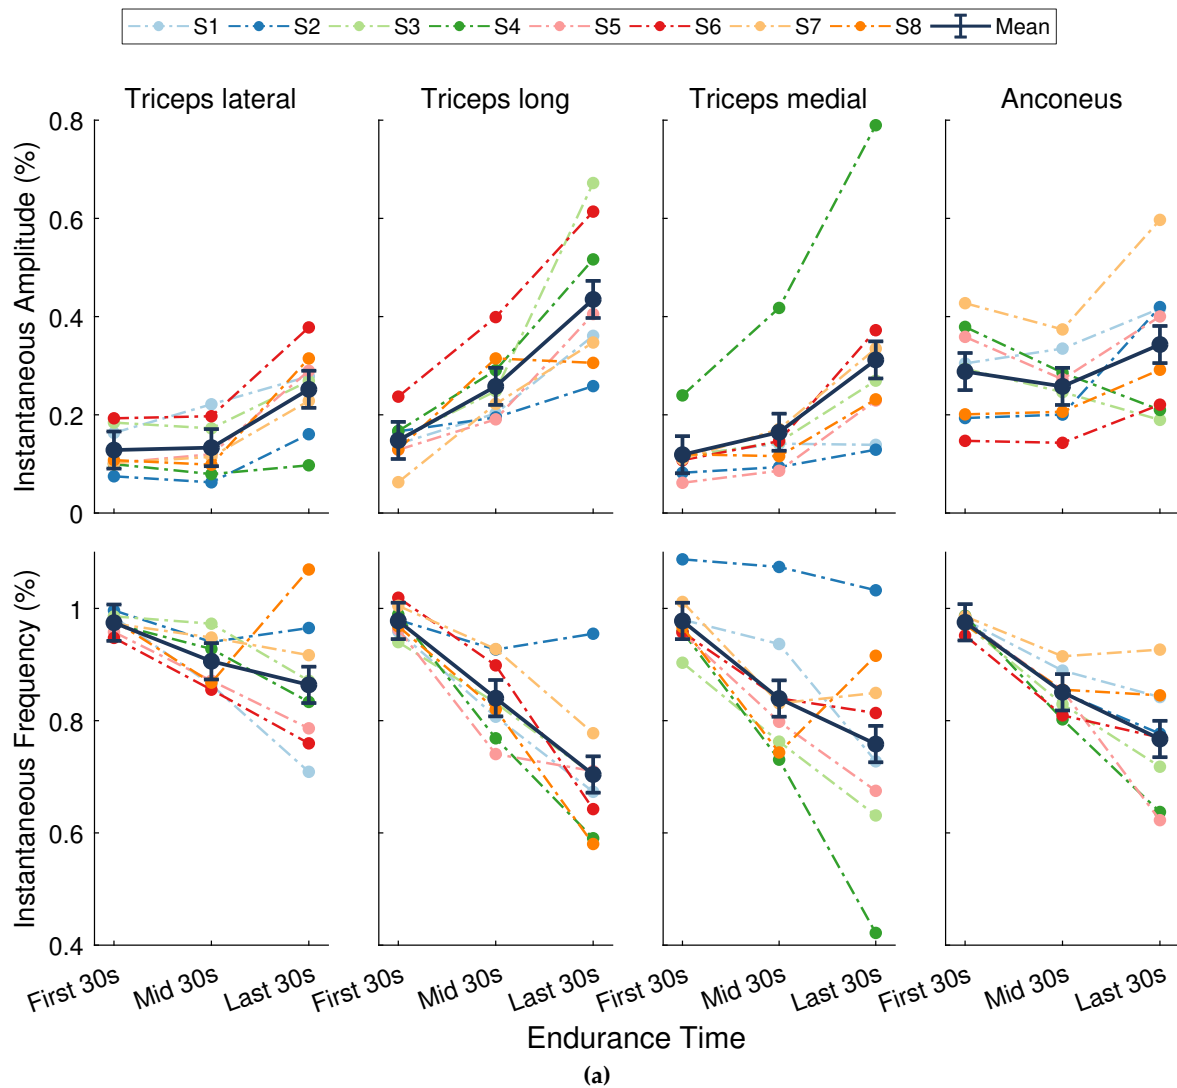 S1 S2 S3 S4 S5 S6 S7 S8 Mean
Triceps lateral Triceps long Triceps medial Anconeus
Instantaneous Amplitude (%)
0.8
0.6
0.4
0.2
0
Instantaneous Frequency (%)
1
0.8
0.6
0.4
First 30s Mid 30s Last 30s First 30s Mid 30s Last 30s First 30s Mid 30s Last 30s First 30s Mid 30s Last 30s
Endurance Time
(a)